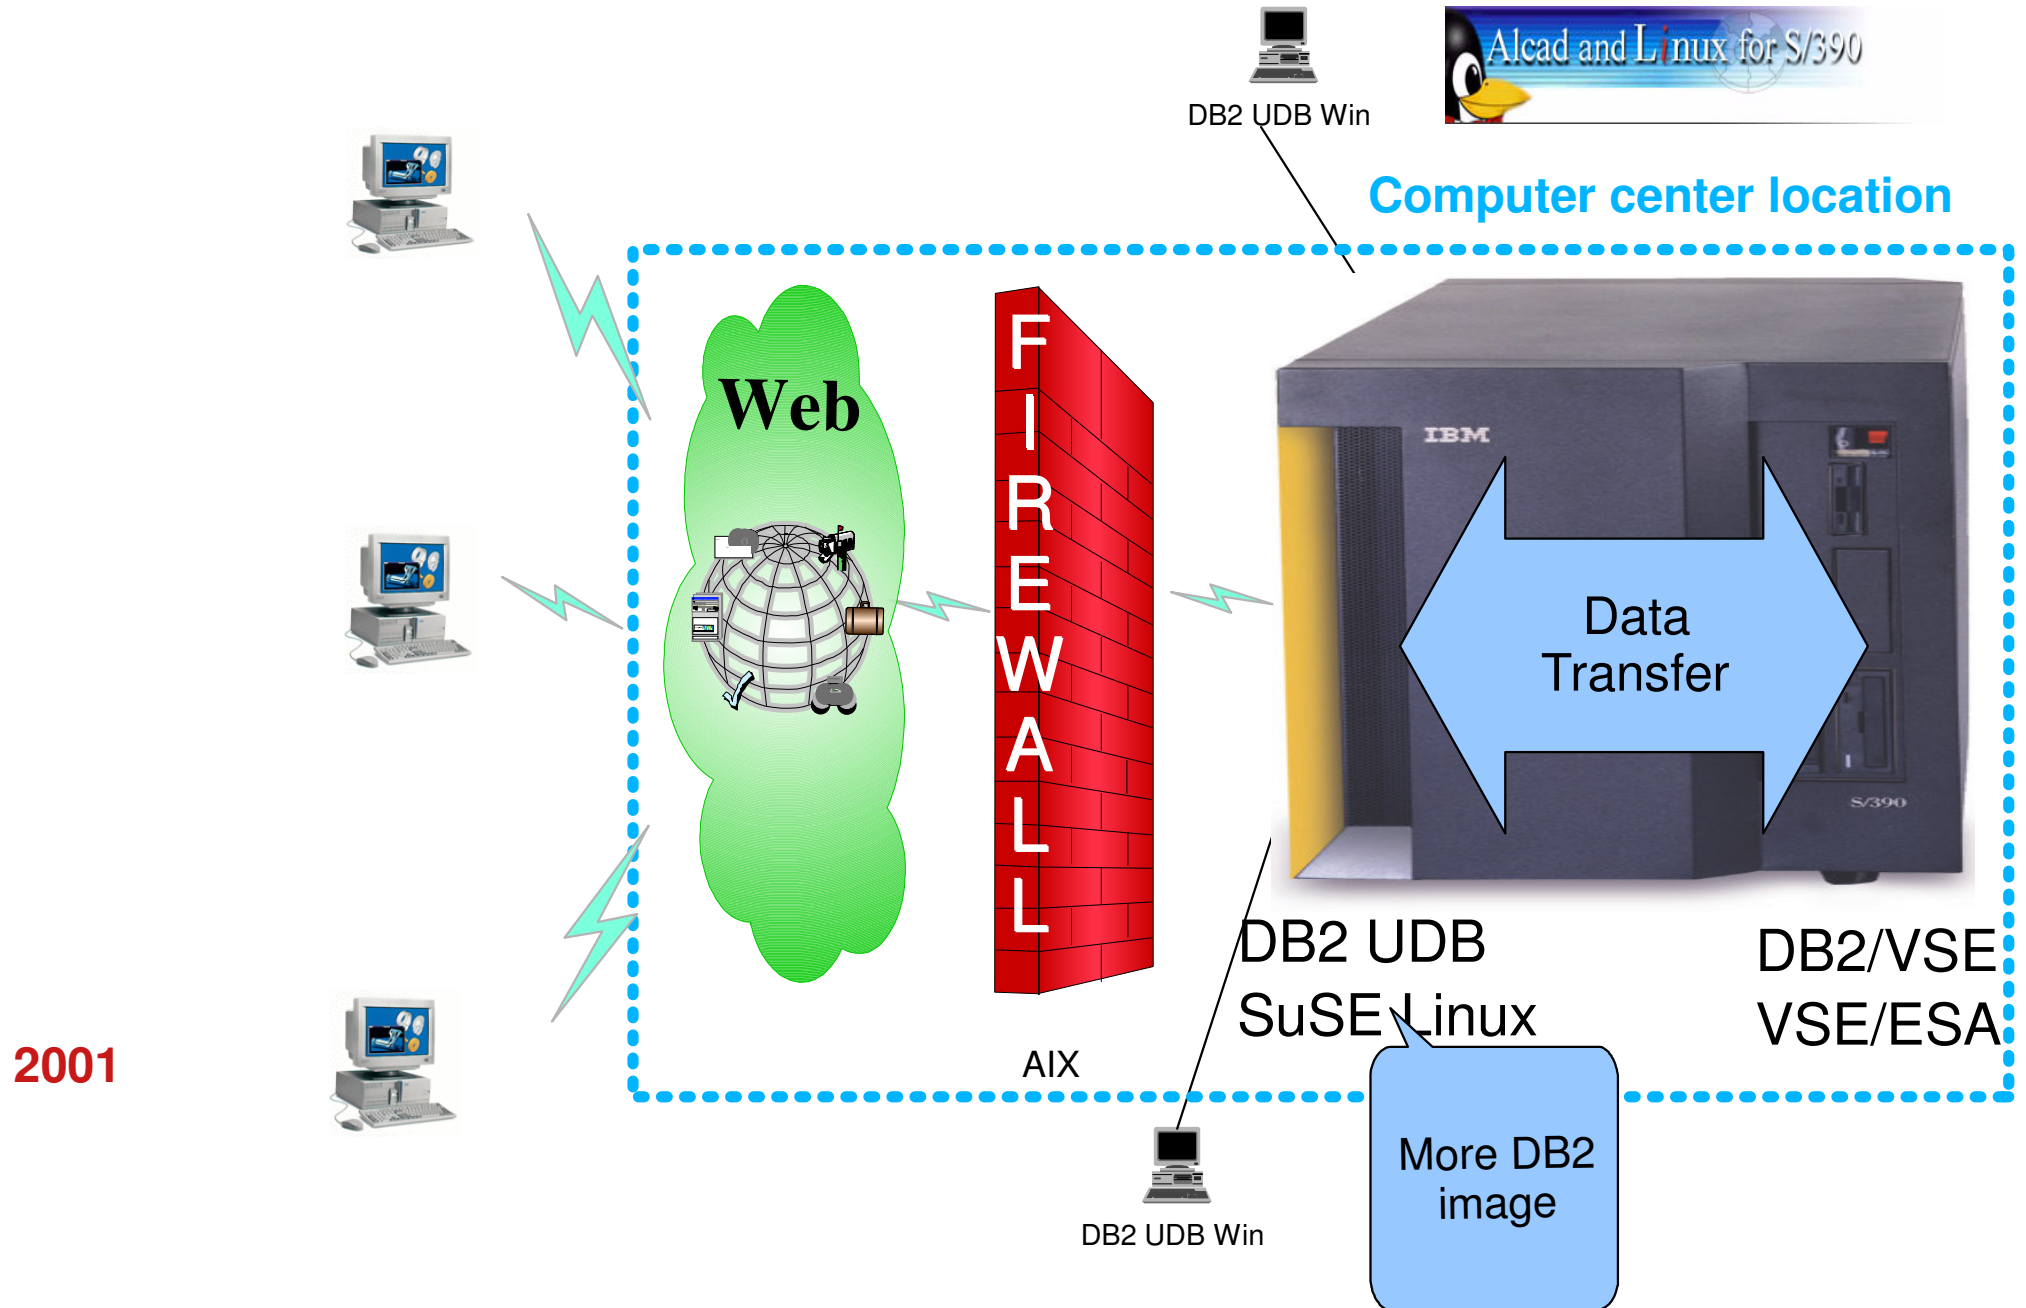 Alcad and Linux for S/390
DB2 UDB Win
Computer center location
Web
FIREWALL
IBM
Data
Transfer
S/390
DB2 UDB
SuSE Linux
DB2/VSE
VSE/ESA
AIX
2001
More DB2
image
DB2 UDB Win